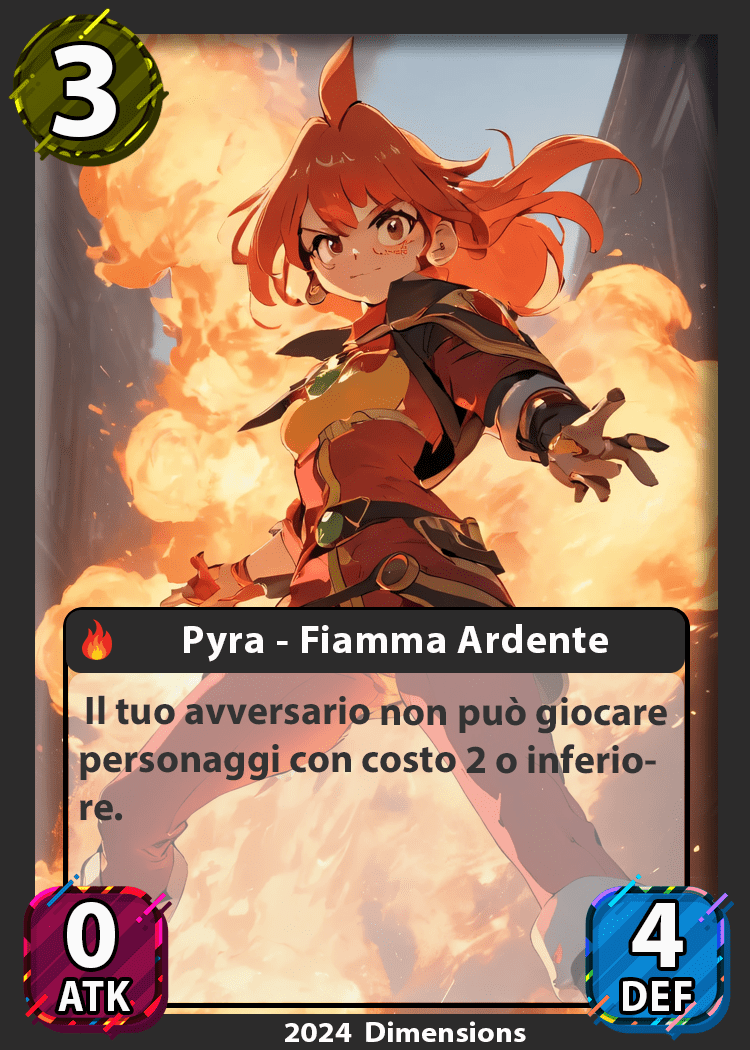 3
Pyra - Fiamma Ardente
Il tuo avversario non può giocare
personaggi con costo 2 o inferio-
re.
0
ATK
4
DEF
2024 Dimensions